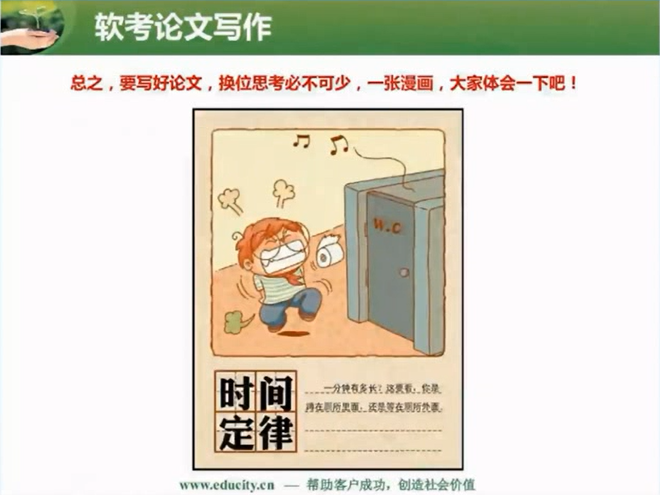 软考论文写作
总之，要写好论文，换位思考必不可少，一张漫画，大家体会一下吧！
W.C
时间
定律
一分钟有多长？这要看，你是
蹲在厕所里面，还是等在厕所外面。
www.educity.cn — 帮助客户成功，创造社会价值